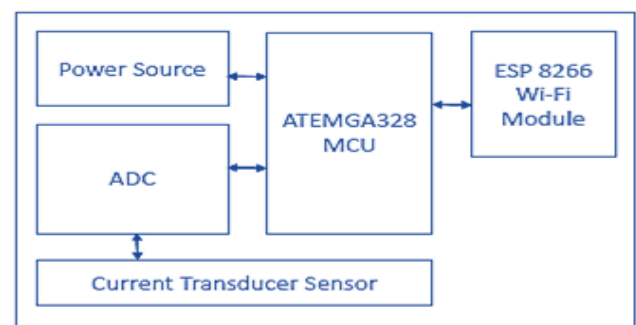 Power Source
ADC
Current Transducer Sensor
ATEMGA328
MCU
ESP 8266
Wi-Fi
Module